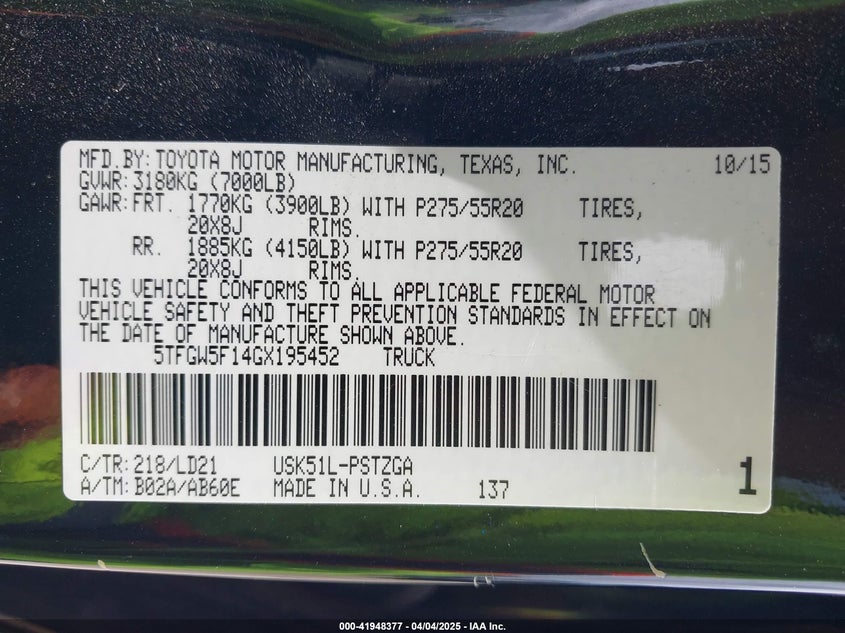 MFD.BY: TOYOTA MOTOR MANUFACTURING, TEXAS, INC. 10/15
GVWR: 3180KG (7000LB)
GAWR: FRT. 1770KG (3900LB) WITH P275/55R20 TIRES,
20X8J RIMS.
RR. 1885KG (4150LB) WITH P275/55R20 TIRES,
20X8J RIMS.
THIS VEHICLE CONFORMS TO ALL APPLICABLE FEDERAL MOTOR
VEHICLE SAFETY AND THEFT PREVENTION STANDARDS IN EFFECT ON
THE DATE OF MANUFACTURE SHOWN ABOVE.
5TFGW5F14GX195452 TRUCK
C/TR: 218/LD21 USK51L-PSTZGA
A/TM: B02A/AB60E MADE IN U.S.A. 137 1
000-41948377 - 04/04/2025 - IAA Inc.